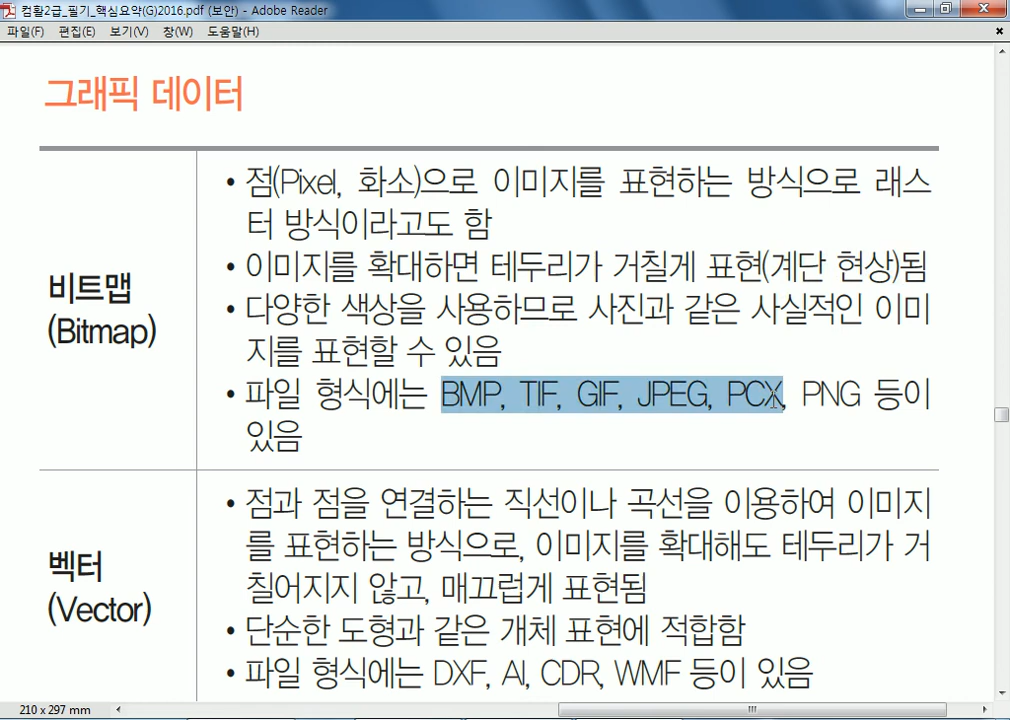 컴활2급_필기_핵심요약(G)2016.pdf (보안) - Adobe Reader
파일(F) 편집(E) 보기(V) 창(W) 도움말(H)
그래픽 데이터
비트맵
(Bitmap)
• 점(Pixel, 화소)으로 이미지를 표현하는 방식으로 래스
터 방식이라고도 함
• 이미지를 확대하면 테두리가 거칠게 표현(계단 현상)됨
• 다양한 색상을 사용하므로 사진과 같은 사실적인 이미
지를 표현할 수 있음
• 파일 형식에는 BMP, TIF, GIF, JPEG, PCX, PNG 등이
있음
벡터
(Vector)
• 점과 점을 연결하는 직선이나 곡선을 이용하여 이미지
를 표현하는 방식으로, 이미지를 확대해도 테두리가 거
칠어지지 않고, 매끄럽게 표현됨
• 단순한 도형과 같은 개체 표현에 적합함
• 파일 형식에는 DXF, AI, CDR, WMF 등이 있음
210 x 297 mm